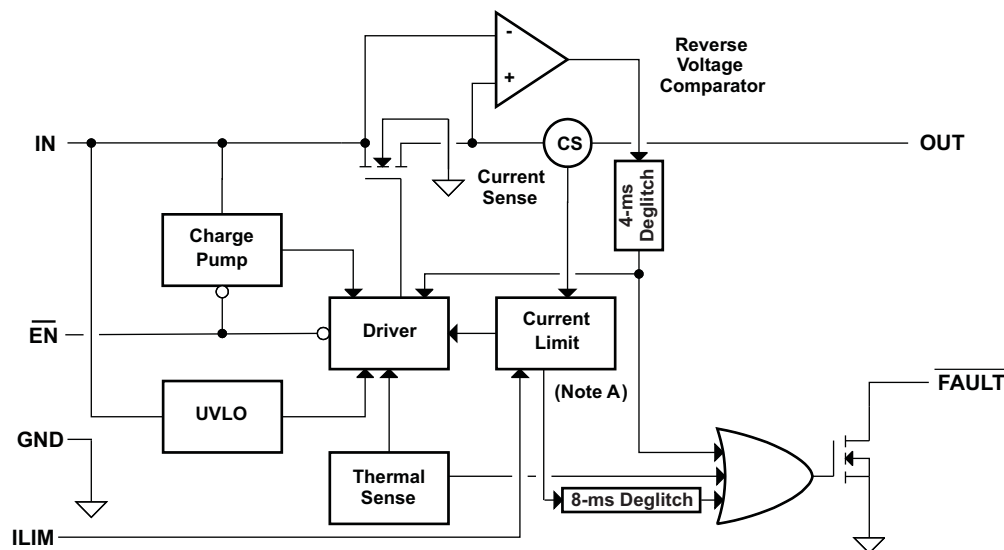 -
+
Reverse
Voltage
Comparator
IN
CS
OUT
Current
Sense
4-ms
Deglitch
Charge
Pump
EN
Driver
Current
Limit
(Note A)
FAULT
UVLO
GND
Thermal
Sense
8-ms Deglitch
ILIM